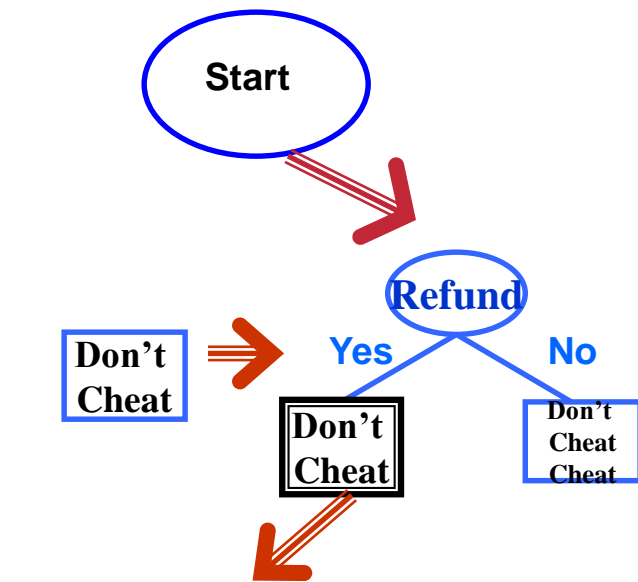 Start
Refund
Yes
No
Don't
Cheat
Don't
Cheat
Don't
Cheat
Cheat